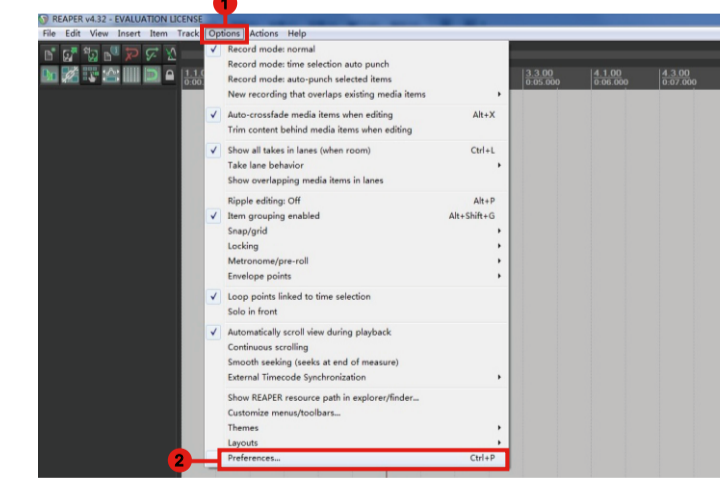 1
REAPER v4.32 - EVALUATION LICENSE
File Edit View Insert Item Track Options Actions Help
Record mode: normal
Record mode: time selection auto punch
Record mode: auto-punch selected items
New recording that overlaps existing media items
3.3.00 4.1.00 4.3.00
0:05.000 0:06.000 0:07.000
Auto-crossfade media items when editing Alt+X
Trim content behind media items when editing
Show all takes in lanes (when room) Ctrl+L
Take lane behavior
Show overlapping media items in lanes
Ripple editing: Off Alt+P
Item grouping enabled Alt+Shift+G
Snap/grid
Locking
Metronome/pre-roll
Envelope points
Loop points linked to time selection
Solo in front
Automatically scroll view during playback
Continuous scrolling
Smooth seeking (seeks at end of measure)
External Timecode Synchronization
Show REAPER resource path in explorer/finder...
Customize menus/toolbars...
Themes
Layouts
2 Preferences... Ctrl+P